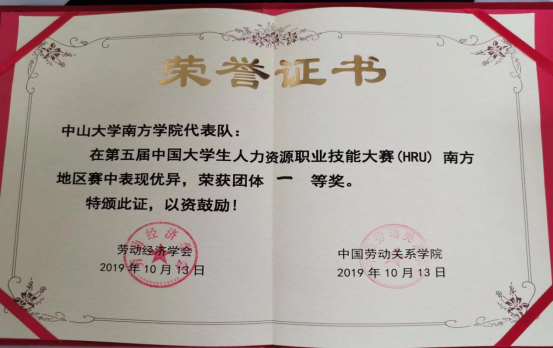 荣誉证书
中山大学南方学院代表队：
在第五届中国大学生人力资源职业技能大赛(HRU) 南方
地区赛中表现优异，荣获团体 一 等奖。
特颁此证，以资鼓励！
劳动经济学会
2019 年 10 月 13 日
中国劳动关系学院
2019 年 10 月 13 日